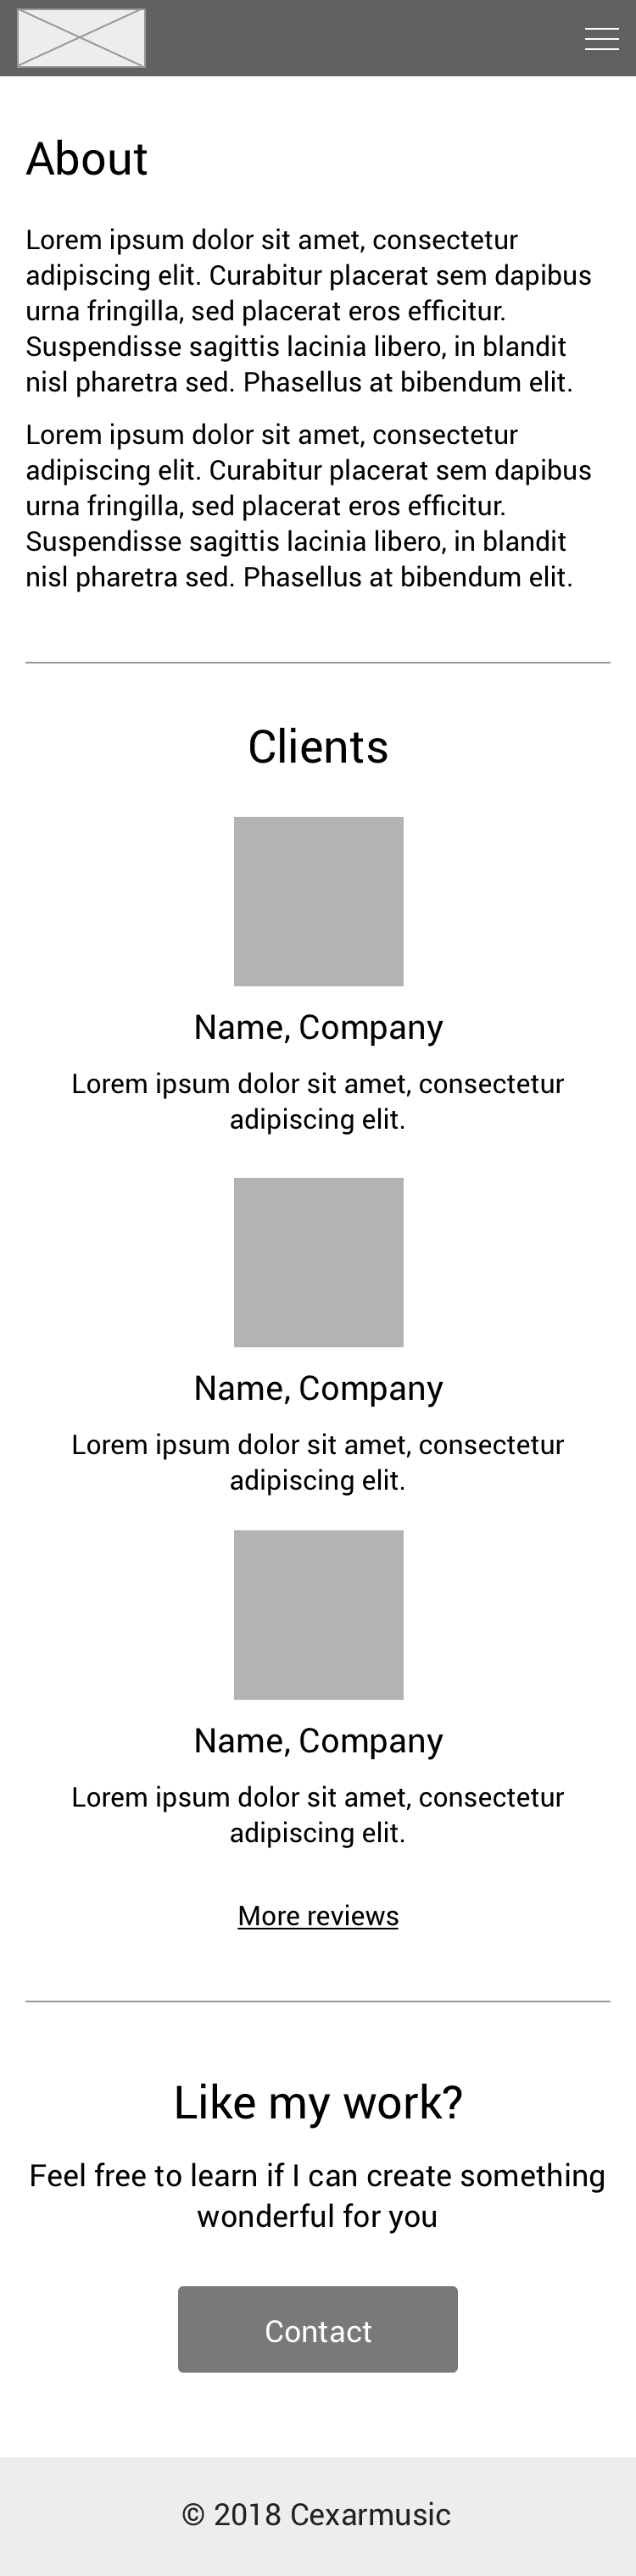 About
Lorem ipsum dolor sit amet, consectetur
adipiscing elit. Curabitur placerat sem dapibus
urna fringilla, sed placerat eros efficitur.
Suspendisse sagittis lacinia libero, in blandit
nisl pharetra sed. Phasellus at bibendum elit.
Lorem ipsum dolor sit amet, consectetur
adipiscing elit. Curabitur placerat sem dapibus
urna fringilla, sed placerat eros efficitur.
Suspendisse sagittis lacinia libero, in blandit
nisl pharetra sed. Phasellus at bibendum elit.
Clients
Name, Company
Lorem ipsum dolor sit amet, consectetur
adipiscing elit.
Name, Company
Lorem ipsum dolor sit amet, consectetur
adipiscing elit.
Name, Company
Lorem ipsum dolor sit amet, consectetur
adipiscing elit.
More reviews
Like my work?
Feel free to learn if I can create something
wonderful for you
Contact
© 2018 Cexarmusic